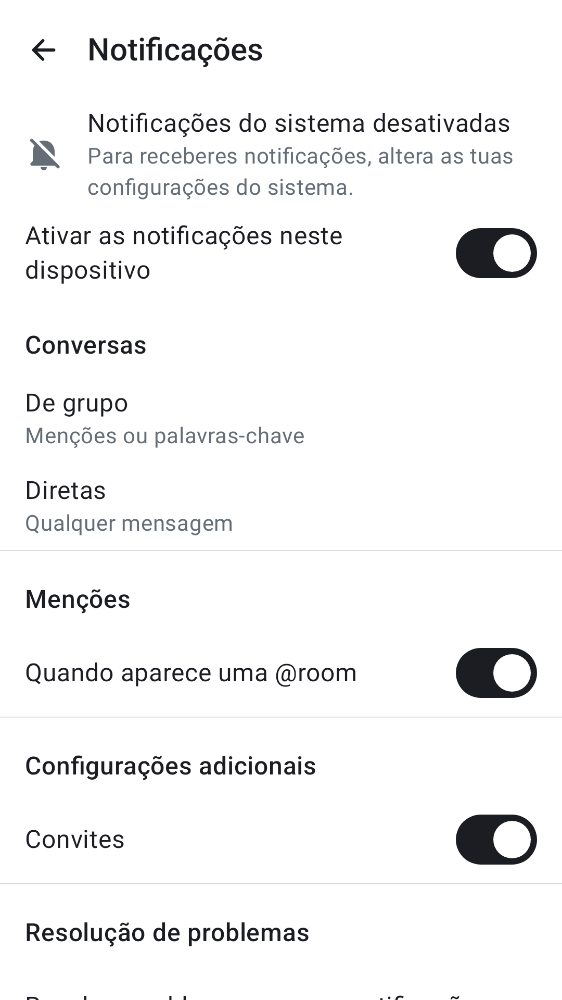 Notificações
Notificações do sistema desativadas
Para receberes notificações, altera as tuas
configurações do sistema.
Ativar as notificações neste
dispositivo
Conversas
De grupo
Menções ou palavras-chave
Diretas
Qualquer mensagem
Menções
Quando aparece uma @room
Configurações adicionais
Convites
Resolução de problemas